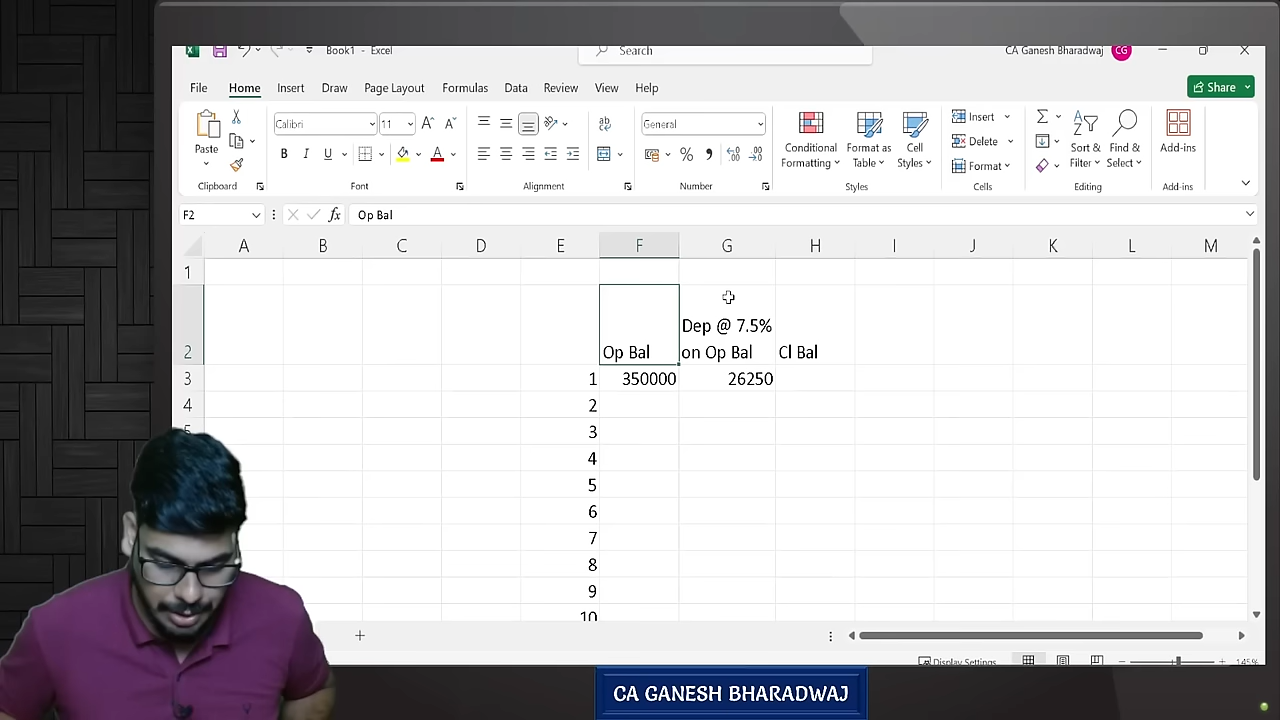 Book1 - Excel
Search
CA Ganesh Bharadwaj
CG
File Home Insert Draw Page Layout Formulas Data Review View Help
Share
Paste
Clipboard
Calibri
11
B I U
Font
Alignment
General
Number
Conditional
Formatting
Format as
Table
Cell
Styles
Styles
Insert
Delete
Format
Cells
Sort &
Filter
Find &
Select
Editing
Add-ins
Add-ins
F2
fx
Op Bal
A B C D E F G H I J K L M
1
2 Op Bal Dep @ 7.5% on Op Bal Cl Bal
3 1 350000 26250
4 2
5 3
4
5
6
7
8
9
10
Display Settings
145%
CA GANESH BHARADWAJ